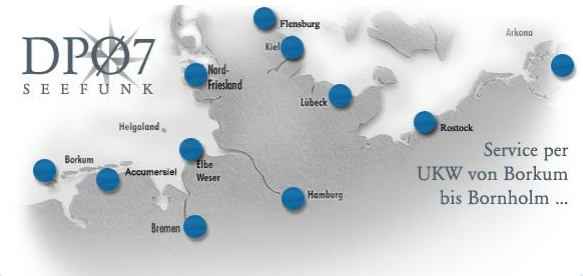 DPØ7
SEEFUNK
Flensburg
Kiel
Arkona
Nord-
Friesland
Lübeck
Helgoland
Rostock
Borkum
Accumersiel
Elbe
Weser
Hamburg
Bremen
Service per
UKW von Borkum
bis Bornholm ...